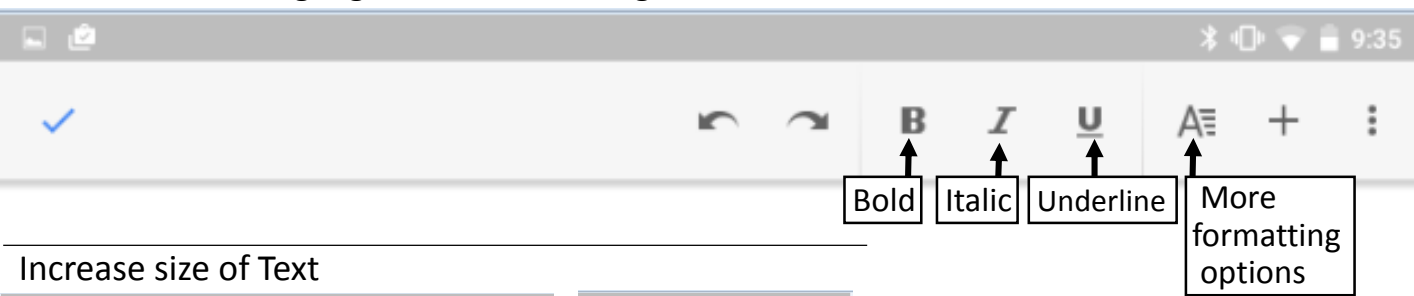 9:35
B I U A
Bold Italic Underline More
formatting
options
Increase size of Text